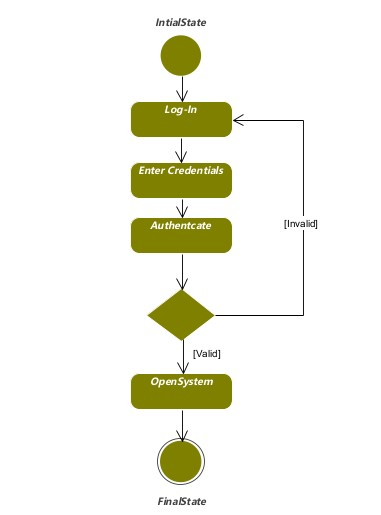 IntialState
Log-In
Enter Credentials
Authentcate
[Invalid]
[Valid]
OpenSystem
FinalState